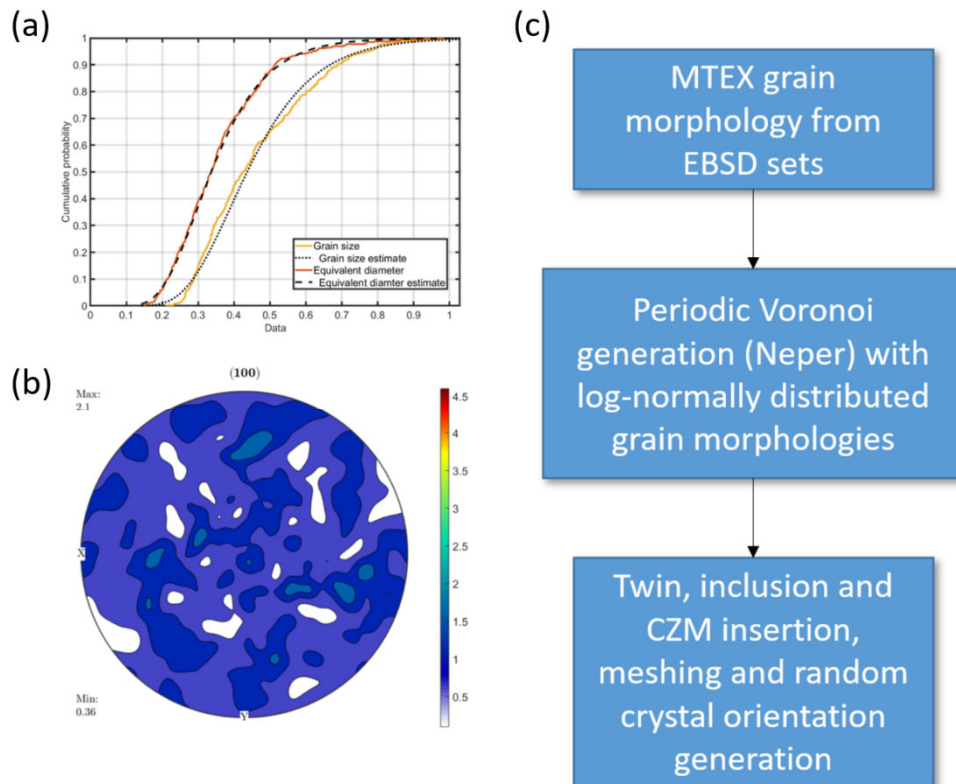 (a)
1
0.9
0.8
0.7
0.6
0.5
0.4
0.3
0.2
0.1
0
Cumulative probability
Grain size
Grain size estimate
Equivalent diameter
Equivalent diamter estimate
0 0.1 0.2 0.3 0.4 0.5 0.6 0.7 0.8 0.9 1
Data
(b)
(100)
Max:
2.1
X
Y
Min:
0.36
4.5
4
3.5
3
2.5
2
1.5
1
0.5
(c)
MTEX grain
morphology from
EBSD sets
Periodic Voronoi
generation (Neper) with
log-normally distributed
grain morphologies
Twin, inclusion and
CZM insertion,
meshing and random
crystal orientation
generation